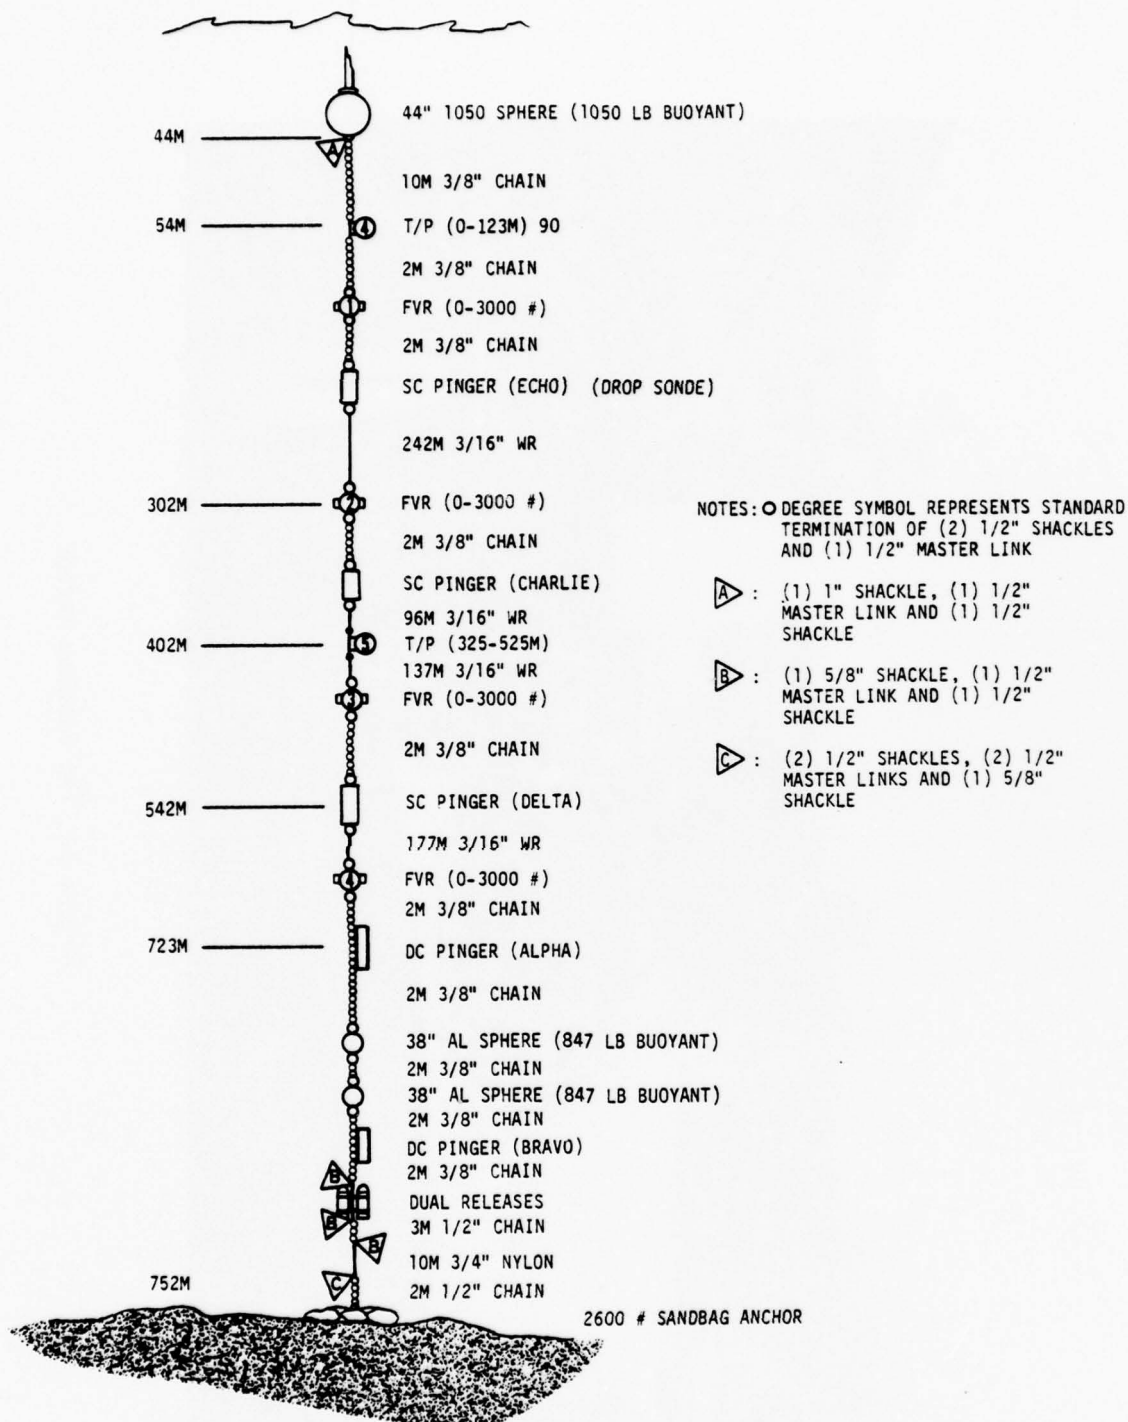 44" 1050 SPHERE (1050 LB BUOYANT)
44M
A
10M 3/8" CHAIN
54M
4
T/P (0-123M) 90
2M 3/8" CHAIN
1
FVR (0-3000 #)
2M 3/8" CHAIN
SC PINGER (ECHO) (DROP SONDE)
242M 3/16" WR
302M
2
FVR (0-3000 #)
2M 3/8" CHAIN
SC PINGER (CHARLIE)
96M 3/16" WR
402M
5
T/P (325-525M)
137M 3/16" WR
3
FVR (0-3000 #)
2M 3/8" CHAIN
542M
SC PINGER (DELTA)
177M 3/16" WR
4
FVR (0-3000 #)
2M 3/8" CHAIN
723M
DC PINGER (ALPHA)
2M 3/8" CHAIN
38" AL SPHERE (847 LB BUOYANT)
2M 3/8" CHAIN
38" AL SPHERE (847 LB BUOYANT)
2M 3/8" CHAIN
DC PINGER (BRAVO)
2M 3/8" CHAIN
B
DUAL RELEASES
B
3M 1/2" CHAIN
B
10M 3/4" NYLON
752M
C
2M 1/2" CHAIN
2600 # SANDBAG ANCHOR
NOTES: O DEGREE SYMBOL REPRESENTS STANDARD
TERMINATION OF (2) 1/2" SHACKLES
AND (1) 1/2" MASTER LINK
A : (1) 1" SHACKLE, (1) 1/2"
MASTER LINK AND (1) 1/2"
SHACKLE
B : (1) 5/8" SHACKLE, (1) 1/2"
MASTER LINK AND (1) 1/2"
SHACKLE
C : (2) 1/2" SHACKLES, (2) 1/2"
MASTER LINKS AND (1) 5/8"
SHACKLE